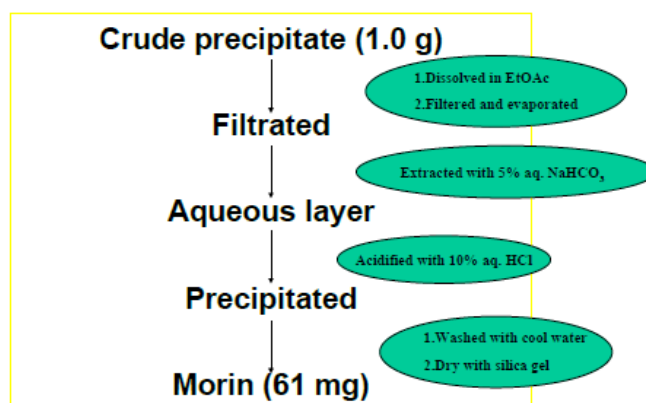 Crude precipitate (1.0 g)
1.Dissolved in EtOAc
2.Filtered and evaporated
Filtrated
Extracted with 5% aq. NaHCO₃
Aqueous layer
Acidified with 10% aq. HCl
Precipitated
1.Washed with cool water
2.Dry with silica gel
Morin (61 mg)